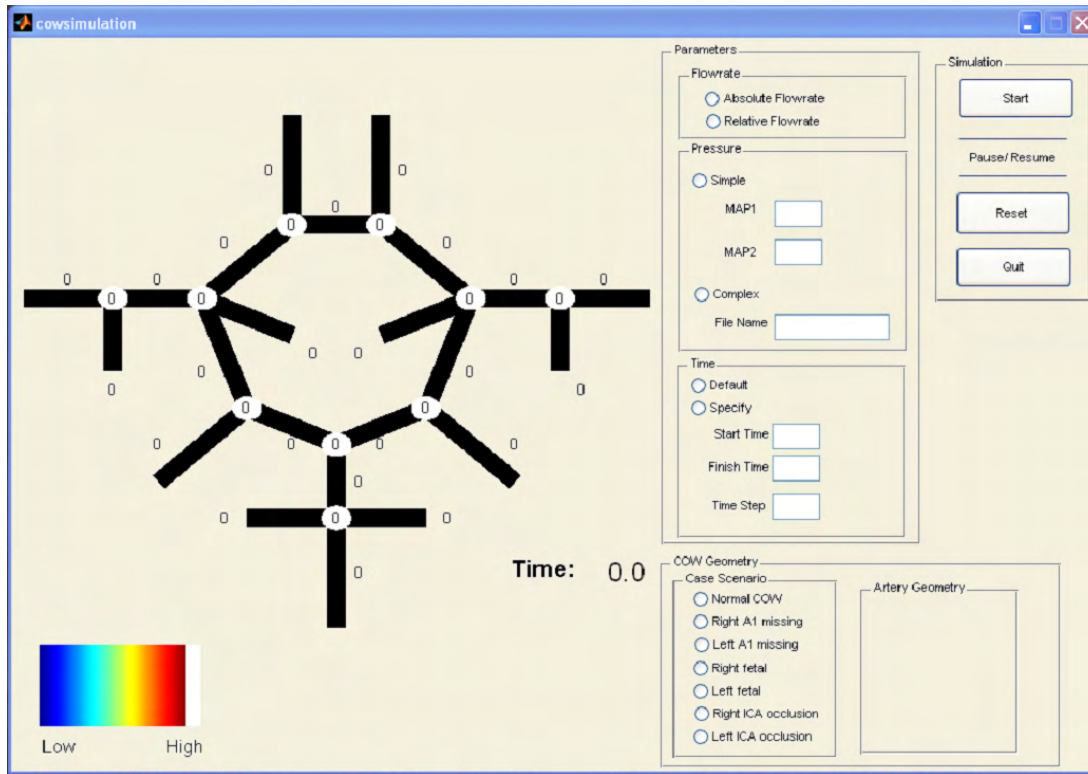 cowsimulation
0 0
0
0 0
0 0
0 0 0 0
0 0 0 0
0 0
0 0
0 0
0 0
0 0 0 0 0
0
0 0 0
0
Time: 0.0
Low High
Parameters
Flowrate
Absolute Flowrate
Relative Flowrate
Pressure
Simple
MAP1
MAP2
Complex
File Name
Time
Default
Specify
Start Time
Finish Time
Time Step
Simulation
Start
Pause/Resume
Reset
Quit
COW Geometry
Case Scenario
Normal COW
Right A1 missing
Left A1 missing
Right fetal
Left fetal
Right ICA occlusion
Left ICA occlusion
Artery Geometry